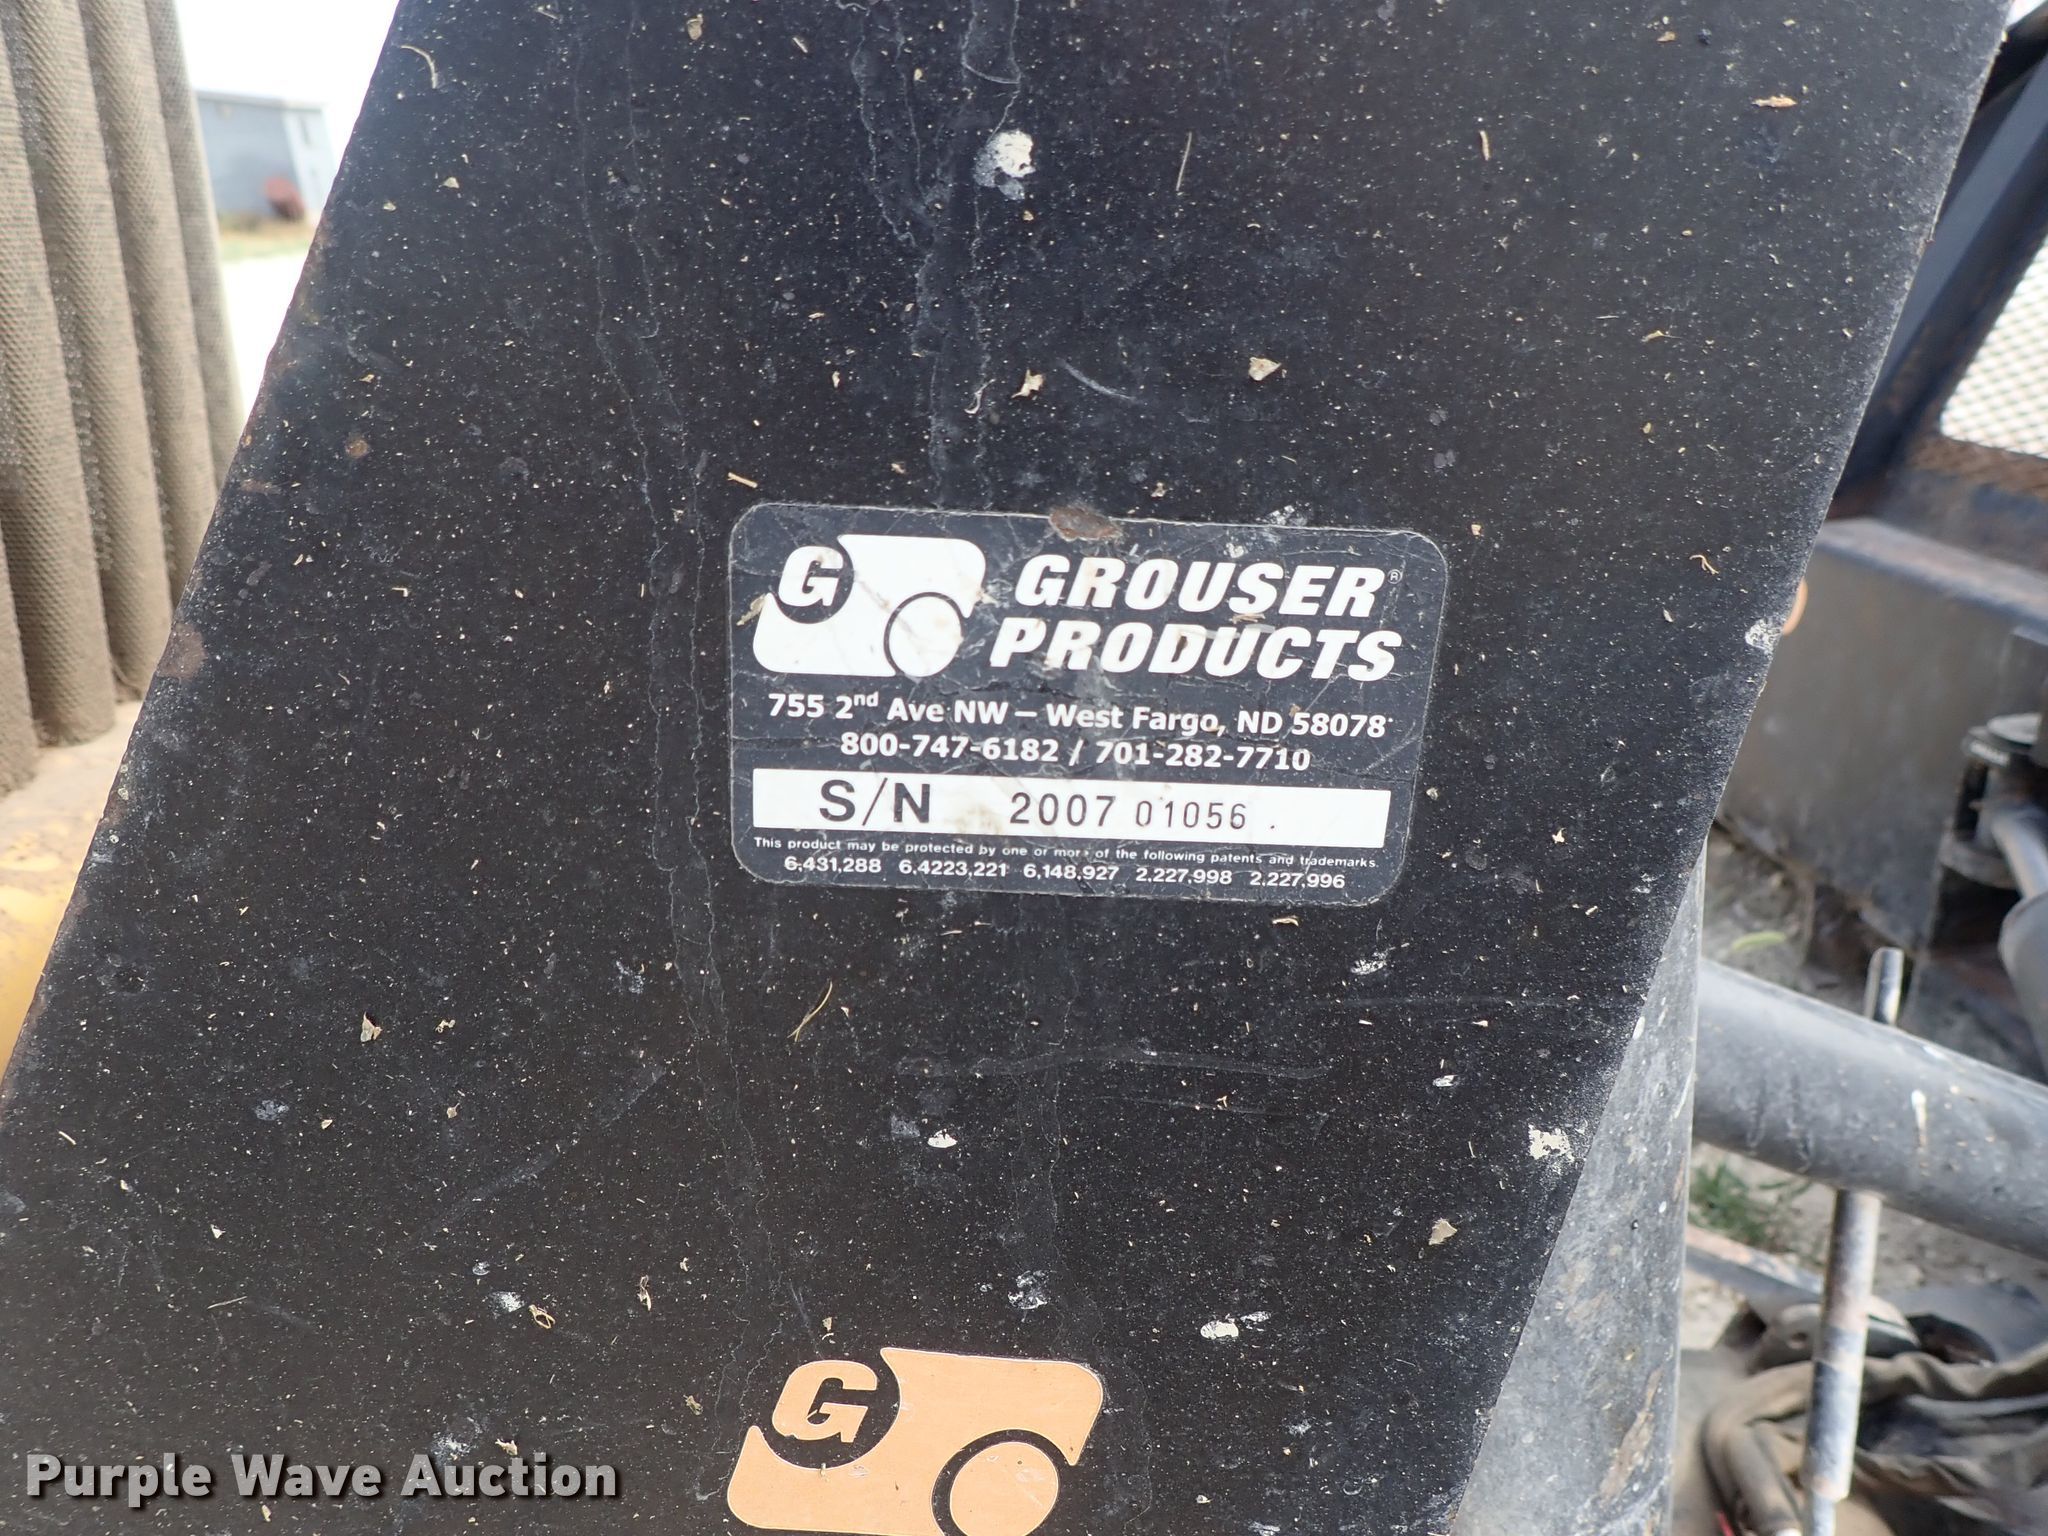 G
GROUSER®
PRODUCTS
755 2nd Ave NW – West Fargo, ND 58078
800-747-6182 / 701-282-7710
S/N 2007 01056
This product may be protected by one or more of the following patents and trademarks.
6,431,288 6,4223,221 6,148,927 2,227,998 2,227,996
G
Purple Wave Auction